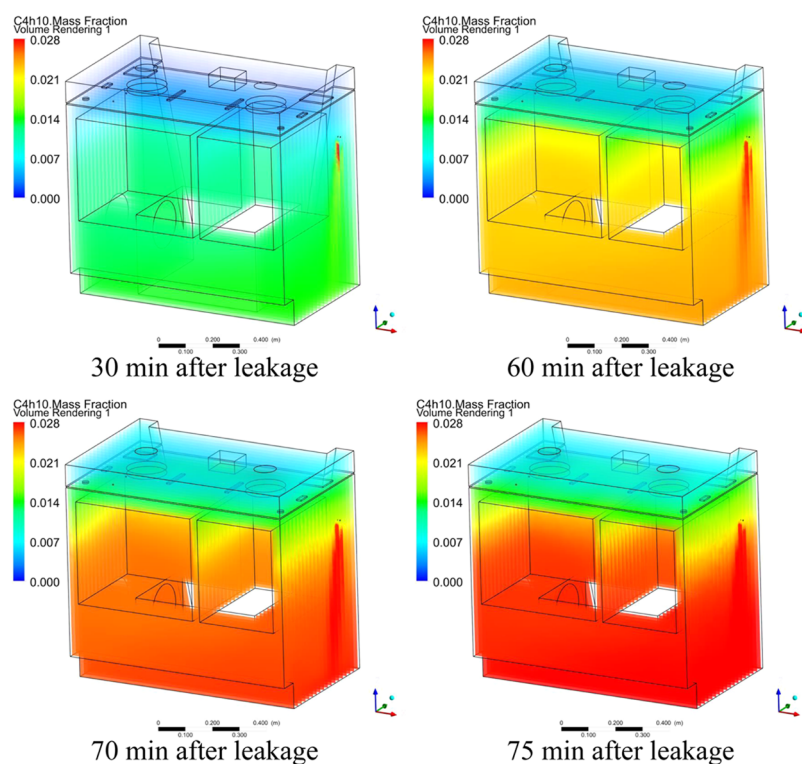 C4h10.Mass Fraction
Volume Rendering 1
0.028
0.021
0.014
0.007
0.000
0 0.200 0.400 (m)
0.100 0.300
30 min after leakage
C4h10.Mass Fraction
Volume Rendering 1
0.028
0.021
0.014
0.007
0.000
0 0.200 0.400 (m)
0.100 0.300
60 min after leakage
C4h10.Mass Fraction
Volume Rendering 1
0.028
0.021
0.014
0.007
0.000
0 0.200 0.400 (m)
0.100 0.300
70 min after leakage
C4h10.Mass Fraction
Volume Rendering 1
0.028
0.021
0.014
0.007
0.000
0 0.200 0.400 (m)
0.100 0.300
75 min after leakage